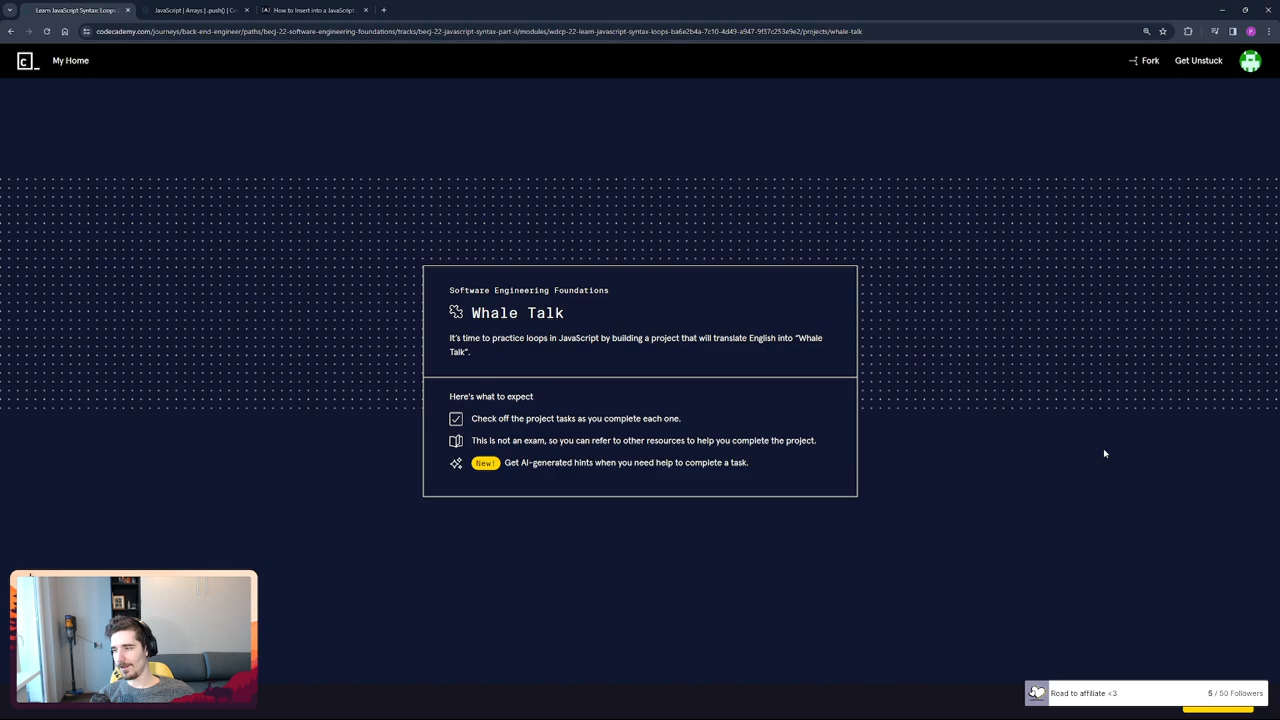 Learn JavaScript Syntax: Loops |
JavaScript | Arrays | .push() | Co
How to Insert into a JavaScript
codecademy.com/journeys/back-end-engineer/paths/becj-22-software-engineering-foundations/tracks/becj-22-javascript-syntax-part-ii/modules/wdcp-22-learn-javascript-syntax-loops-ba6e2b4a-7c10-4d49-a947-9f37c253e9e2/projects/whale-talk
P
c_
My Home
Fork
Get Unstuck
Software Engineering Foundations
Whale Talk
It's time to practice loops in JavaScript by building a project that will translate English into “Whale
Talk”.
Here's what to expect
Check off the project tasks as you complete each one.
This is not an exam, so you can refer to other resources to help you complete the project.
New! Get AI-generated hints when you need help to complete a task.
Road to affiliate <3
5 / 50 Followers